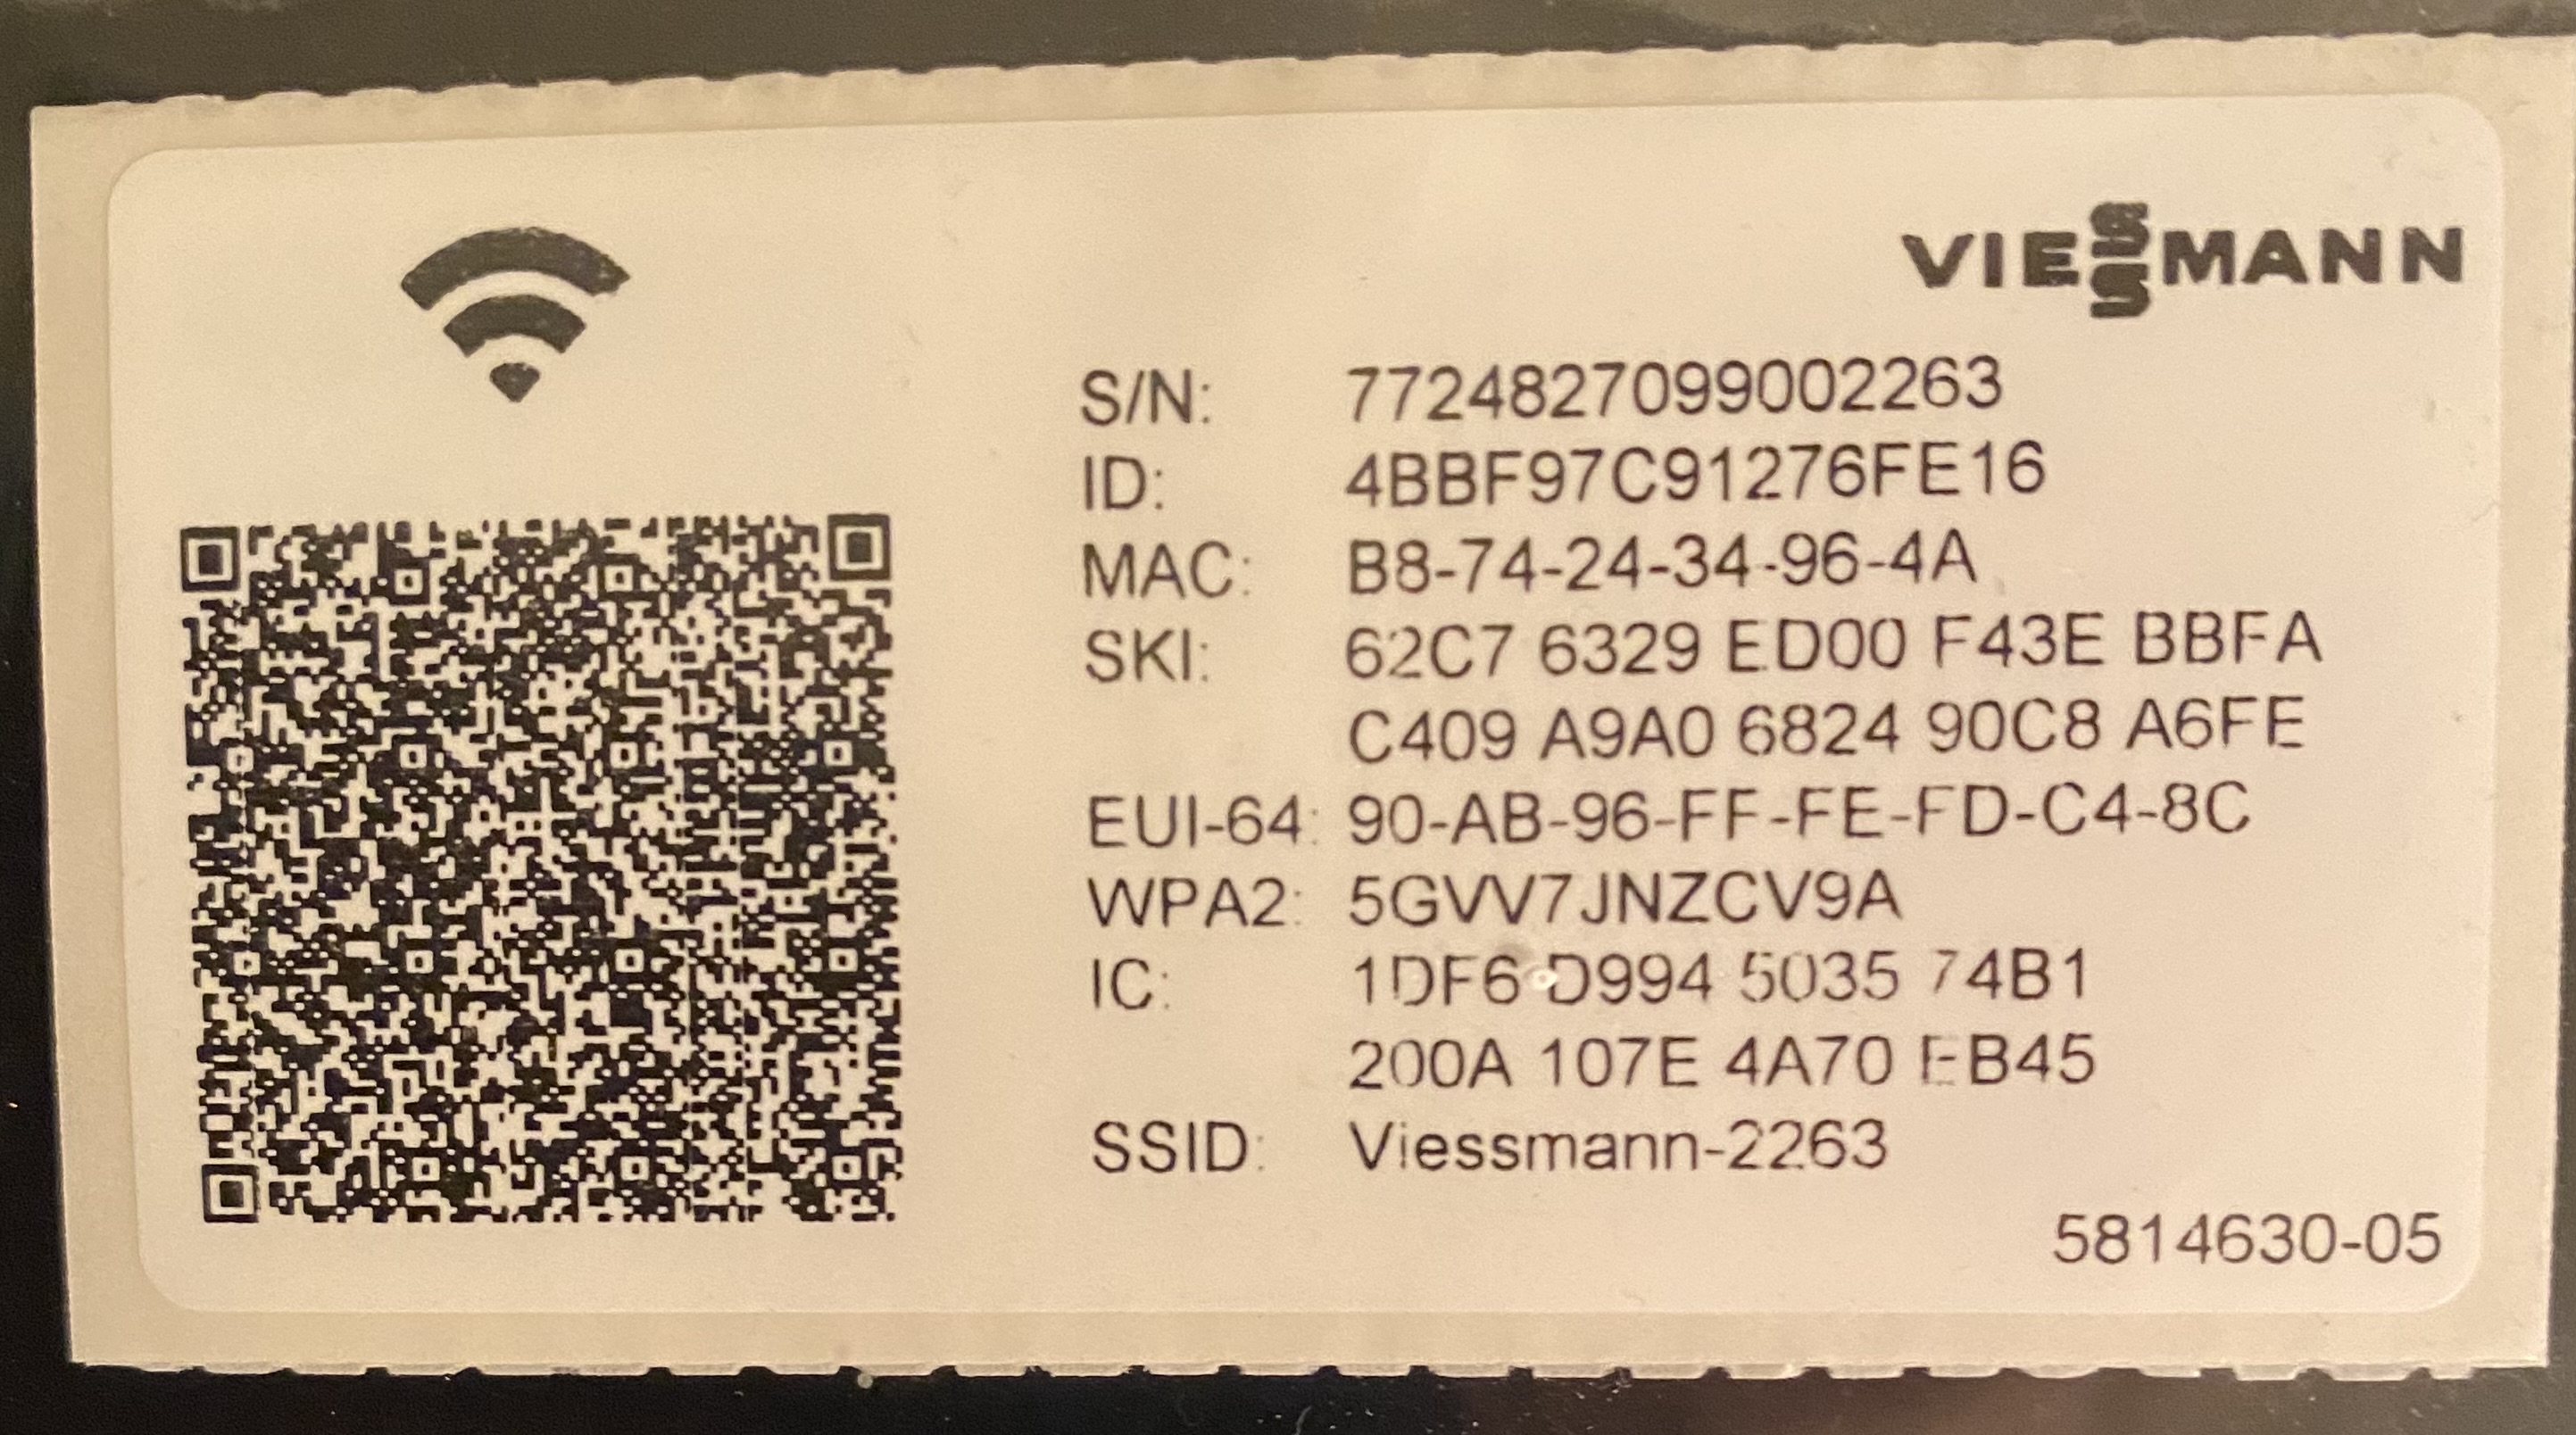 VIESSMANN
S/N: 7724827099002263
ID: 4BBF97C91276FE16
MAC: B8-74-24-34-96-4A
SKI: 62C7 6329 ED00 F43E BBFA
C409 A9A0 6824 90C8 A6FE
EUI-64: 90-AB-96-FF-FE-FD-C4-8C
WPA2: 5GVV7JNZCV9A
IC: 1DF6 D994 5035 74B1
200A 107E 4A70 EB45
SSID: Viessmann-2263
5814630-05